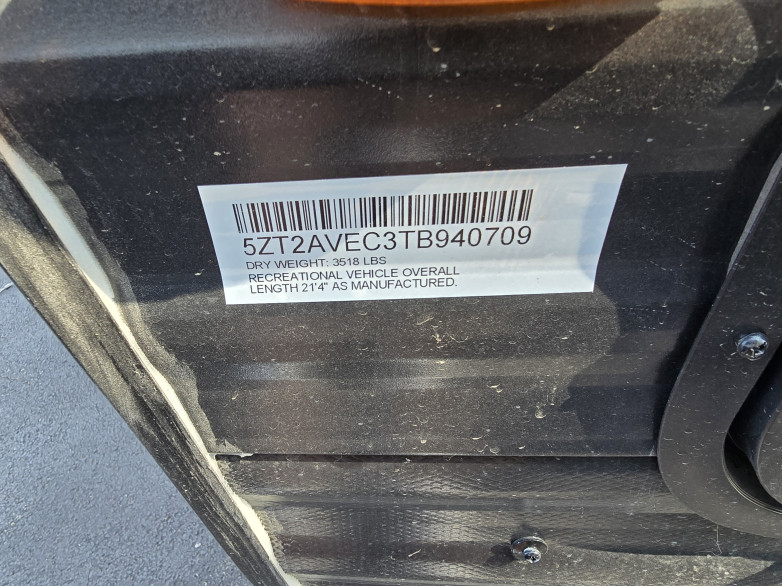 5ZT2AVEC3TB940709
DRY WEIGHT: 3518 LBS
RECREATIONAL VEHICLE OVERALL
LENGTH 21'4" AS MANUFACTURED.